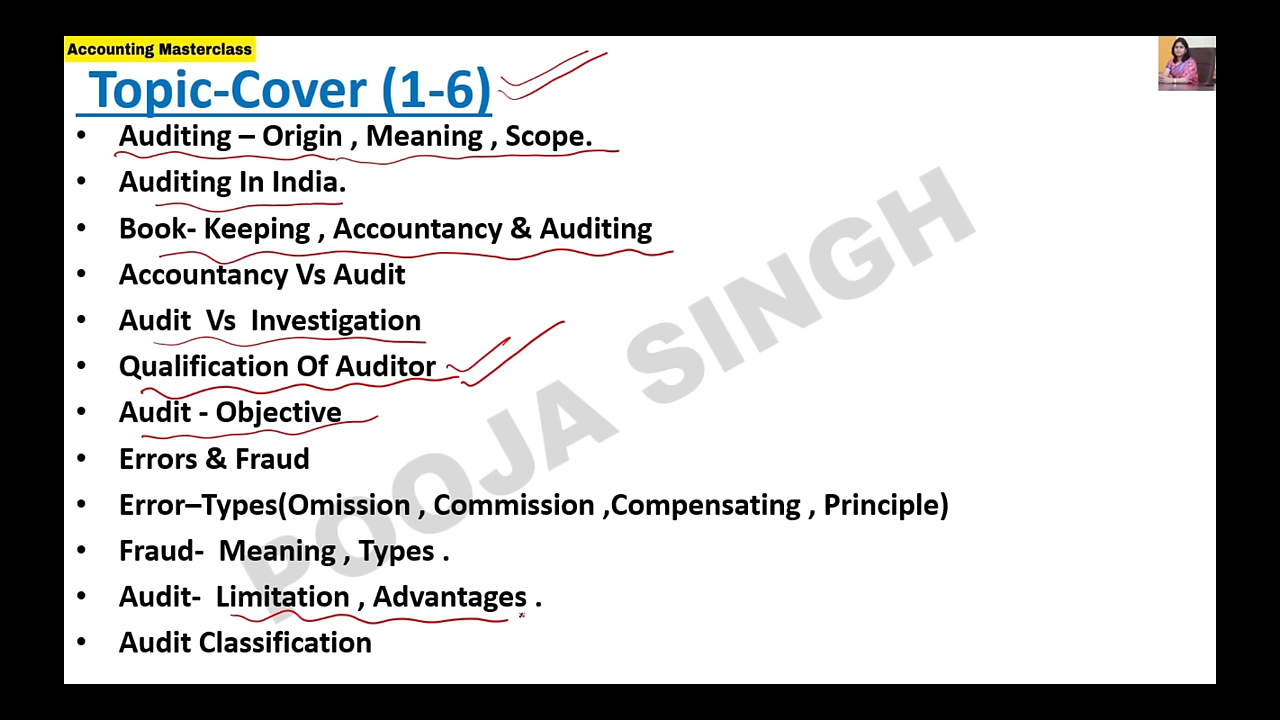 Accounting Masterclass
Topic-Cover (1-6)
• Auditing – Origin , Meaning , Scope.
• Auditing In India.
• Book- Keeping , Accountancy & Auditing
• Accountancy Vs Audit
• Audit Vs Investigation
• Qualification Of Auditor
• Audit - Objective
• Errors & Fraud
• Error–Types(Omission , Commission ,Compensating , Principle)
• Fraud- Meaning , Types .
• Audit- Limitation , Advantages .
• Audit Classification
POOJA SINGH